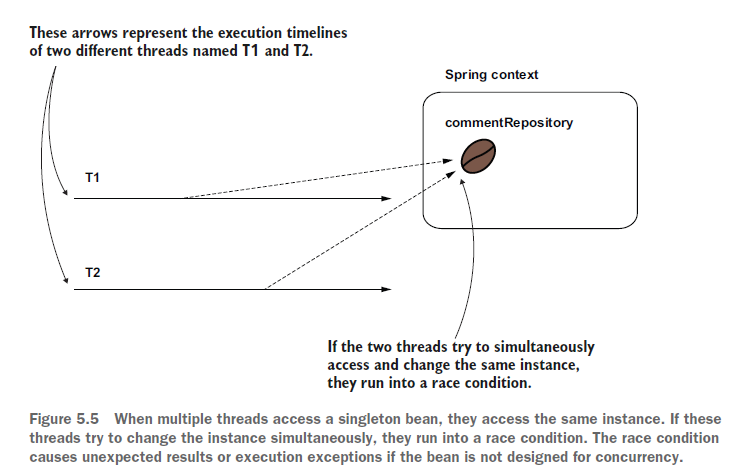 These arrows represent the execution timelines
of two different threads named T1 and T2.
Spring context
commentRepository
T1
T2
If the two threads try to simultaneously
access and change the same instance,
they run into a race condition.
Figure 5.5 When multiple threads access a singleton bean, they access the same instance. If these
threads try to change the instance simultaneously, they run into a race condition. The race condition
causes unexpected results or execution exceptions if the bean is not designed for concurrency.